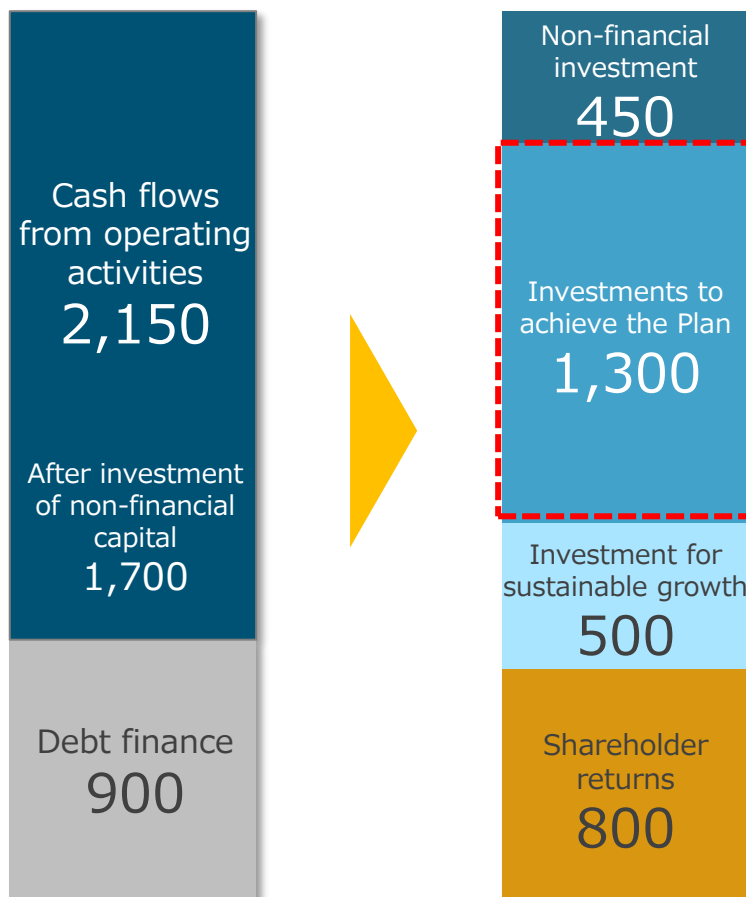 Cash flows
from operating
activities
2,150
After investment
of non-financial
capital
1,700
Debt finance
900
Non-financial
investment
450
Investments to
achieve the Plan
1,300
Investment for
sustainable growth
500
Shareholder
returns
800